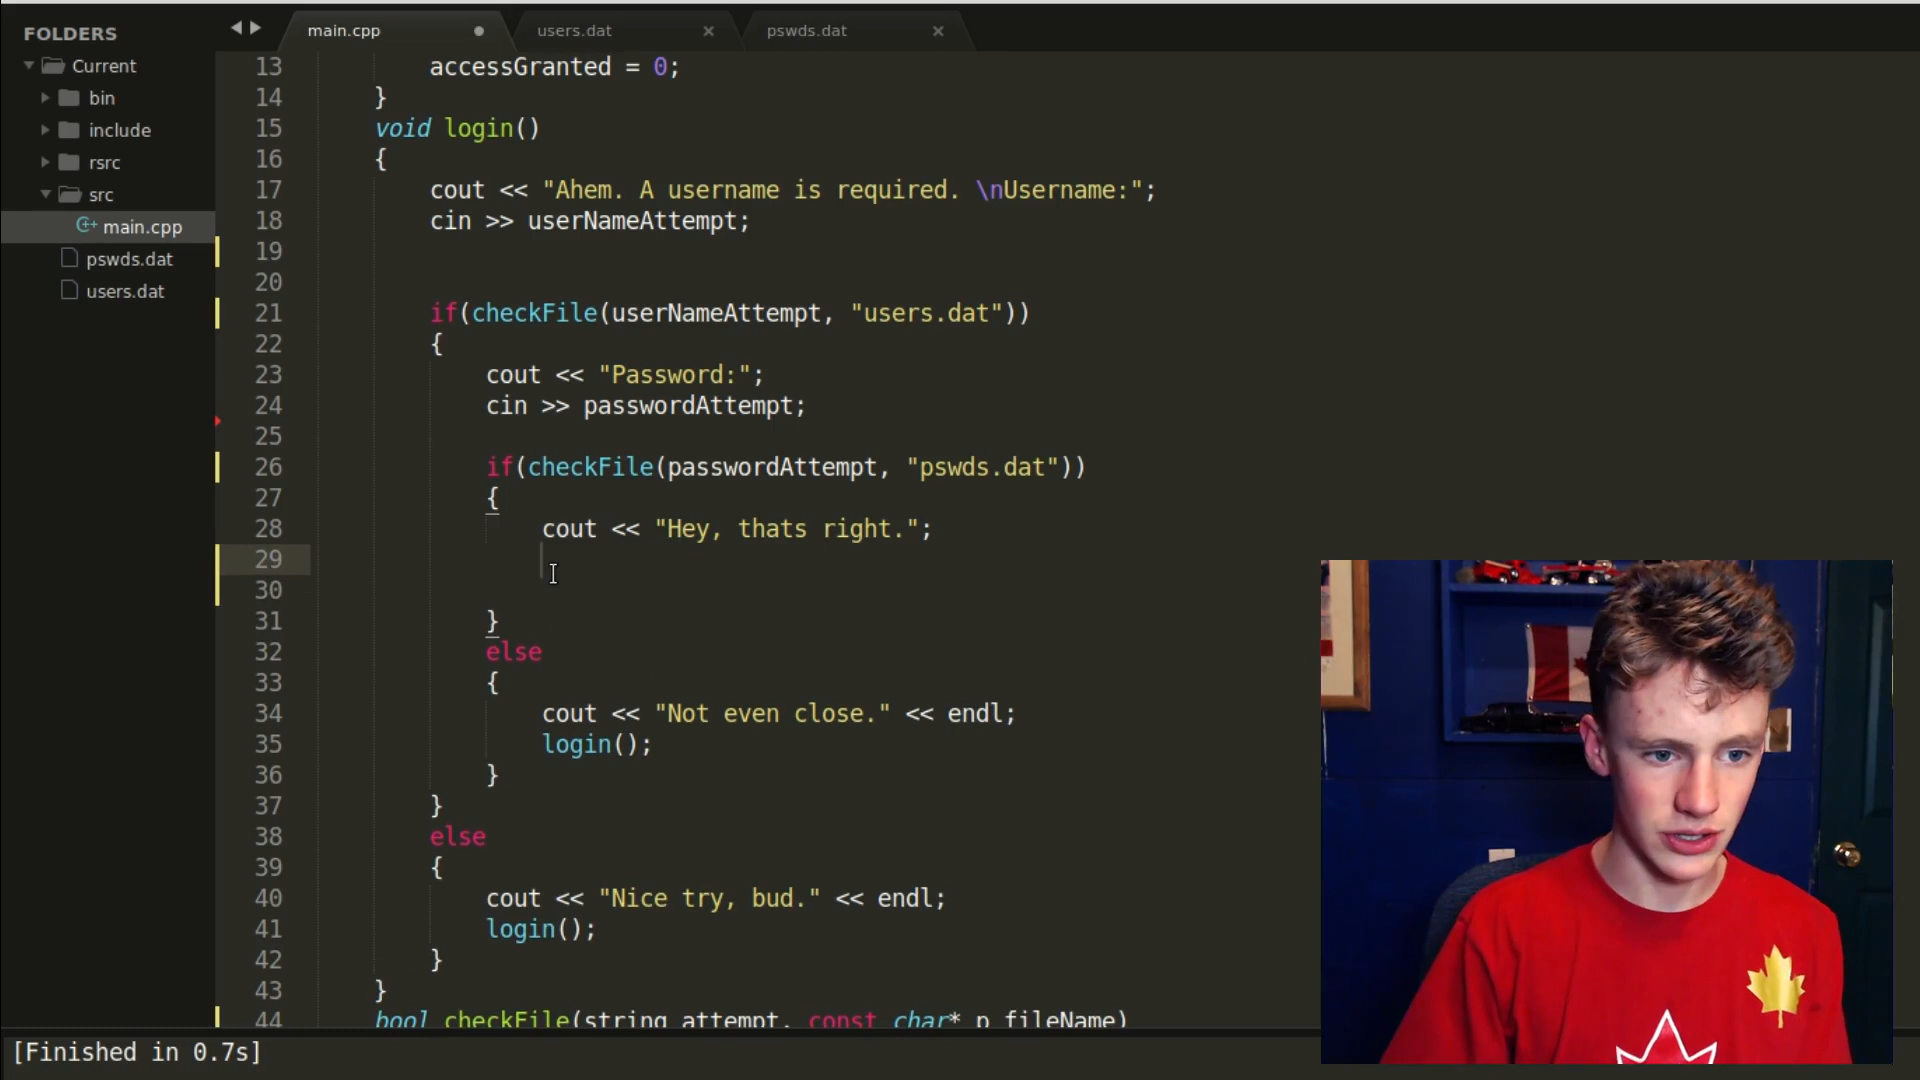 FOLDERS
Current
bin
include
rsrc
src
main.cpp
pswds.dat
users.dat
main.cpp
users.dat
pswds.dat
13 accessGranted = 0;
14 }
15 void login()
16 {
17 cout << "Ahem. A username is required. \nUsername:";
18 cin >> userNameAttempt;
19
20
21 if(checkFile(userNameAttempt, "users.dat"))
22 {
23 cout << "Password:";
24 cin >> passwordAttempt;
25
26 if(checkFile(passwordAttempt, "pswds.dat"))
27 {
28 cout << "Hey, thats right.";
29
30
31 }
32 else
33 {
34 cout << "Not even close." << endl;
35 login();
36 }
37 }
38 else
39 {
40 cout << "Nice try, bud." << endl;
41 login();
42 }
43 }
44 bool checkFile(string attempt, const char* p_fileName)
[Finished in 0.7s]